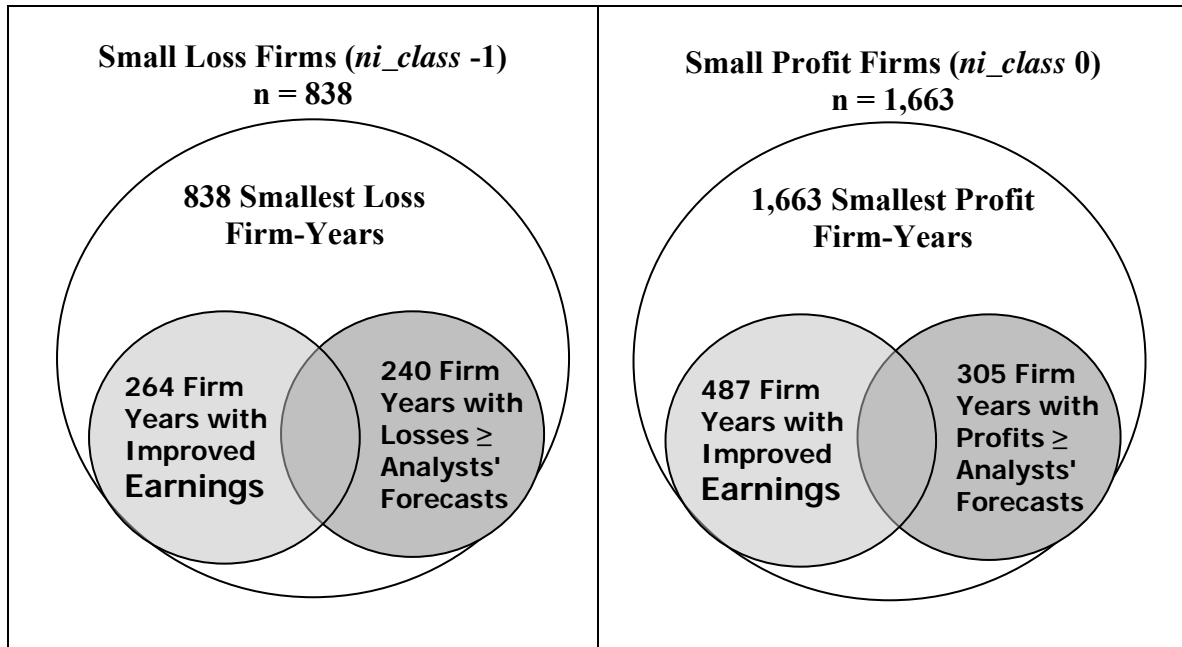 Small Loss Firms (ni_class -1)
n = 838
838 Smallest Loss
Firm-Years
264 Firm
Years with
Improved
Earnings
240 Firm
Years with
Losses ≥
Analysts'
Forecasts
Small Profit Firms (ni_class 0)
n = 1,663
1,663 Smallest Profit
Firm-Years
487 Firm
Years with
Improved
Earnings
305 Firm
Years with
Profits ≥
Analysts'
Forecasts